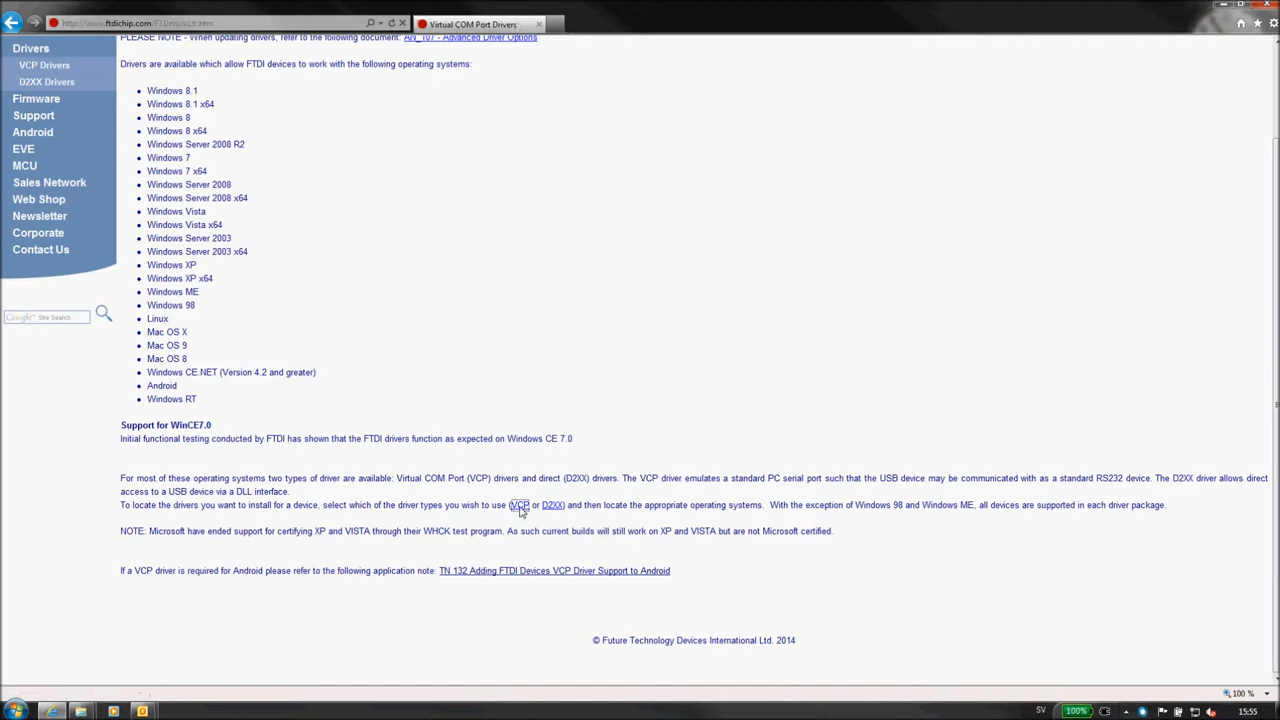 http://www.ftdichip.com/
Virtual COM Port Drivers
PLEASE NOTE - When updating drivers, refer to the following document: AN_107 - Advanced Driver Options
Drivers
VCP Drivers
D2XX Drivers
Firmware
Support
Android
EVE
MCU
Sales Network
Web Shop
Newsletter
Corporate
Contact Us
Google™ Site Search
Drivers are available which allow FTDI devices to work with the following operating systems:
• Windows 8.1
• Windows 8.1 x64
• Windows 8
• Windows 8 x64
• Windows Server 2008 R2
• Windows 7
• Windows 7 x64
• Windows Server 2008
• Windows Server 2008 x64
• Windows Vista
• Windows Vista x64
• Windows Server 2003
• Windows Server 2003 x64
• Windows XP
• Windows XP x64
• Windows ME
• Windows 98
• Linux
• Mac OS X
• Mac OS 9
• Mac OS 8
• Windows CE.NET (Version 4.2 and greater)
• Android
• Windows RT
Support for WinCE7.0
Initial functional testing conducted by FTDI has shown that the FTDI drivers function as expected on Windows CE 7.0
For most of these operating systems two types of driver are available: Virtual COM Port (VCP) drivers and direct (D2XX) drivers. The VCP driver emulates a standard PC serial port such that the USB device may be communicated with as a standard RS232 device. The D2XX driver allows direct
access to a USB device via a DLL interface.
To locate the drivers you want to install for a device, select which of the driver types you wish to use (VCP or D2XX) and then locate the appropriate operating systems. With the exception of Windows 98 and Windows ME, all devices are supported in each driver package.
NOTE: Microsoft have ended support for certifying XP and VISTA through their WHCK test program. As such current builds will still work on XP and VISTA but are not Microsoft certified.
If a VCP driver is required for Android please refer to the following application note: TN 132 Adding FTDI Devices VCP Driver Support to Android
© Future Technology Devices International Ltd. 2014
100 %
SV
100%
15:55